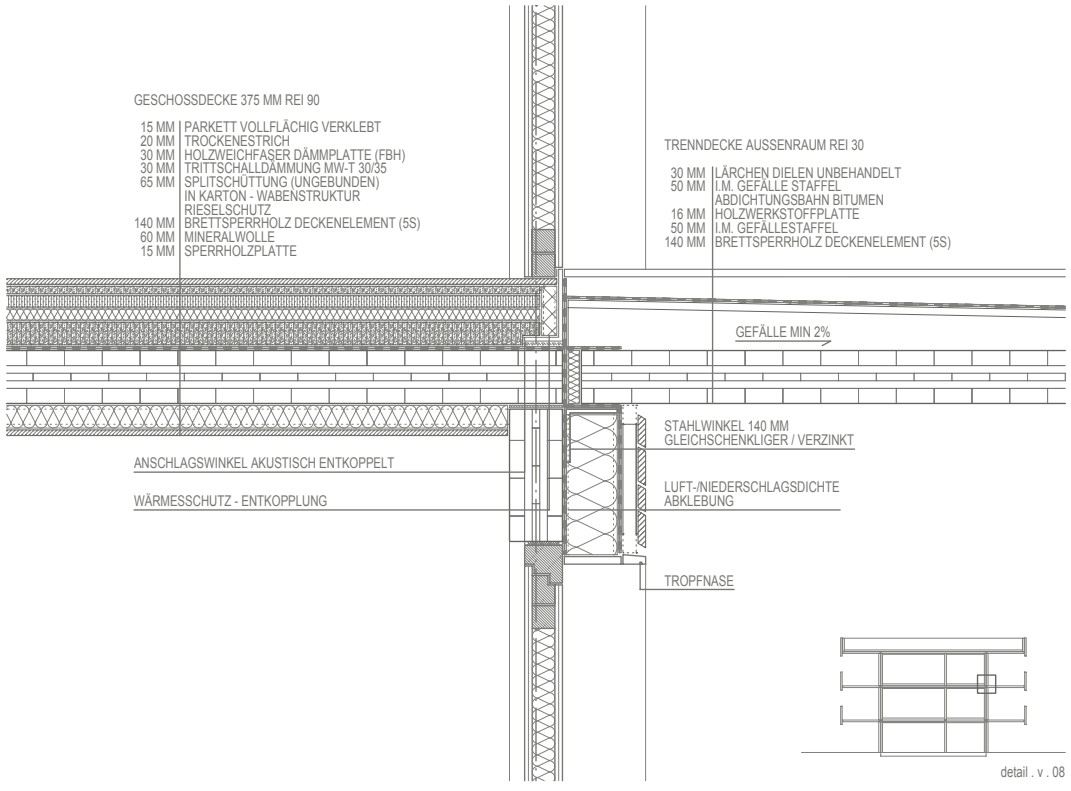 GESCHOSSDECKE 375 MM REI 90
15 MM PARKETT VOLLFLÄCHIG VERKLEBT
20 MM TROCKENESTRICH
30 MM HOLZWEICHFASER DÄMMPLATTE (FBH)
30 MM TRITTSCHALLDÄMMUNG MW-T 30/35
65 MM SPLITSCHÜTTUNG (UNGEBUNDEN)
IN KARTON - WABENSTRUKTUR
RIESELSCHUTZ
140 MM BRETTSPERRHOLZ DECKENELEMENT (5S)
60 MM MINERALWOLLE
15 MM SPERRHOLZPLATTE
TRENNDECKE AUSSENRAUM REI 30
30 MM LÄRCHEN DIELEN UNBEHANDELT
50 MM I.M. GEFÄLLE STAFFEL
ABDICHTUNGSBAHN BITUMEN
16 MM HOLZWERKSTOFFPLATTE
50 MM I.M. GEFÄLLESTAFFEL
140 MM BRETTSPERRHOLZ DECKENELEMENT (5S)
GEFÄLLE MIN 2%
STAHLWINKEL 140 MM
GLEICHSCHENKLIGER / VERZINKT
ANSCHLAGSWINKEL AKUSTISCH ENTKOPPELT
LUFT-/NIEDERSCHLAGSDICHTE
ABKLEBUNG
WÄRMESSCHUTZ - ENTKOPPLUNG
TROPFNASE
detail . v . 08